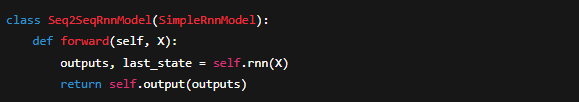 class Seq2SeqRnnModel(SimpleRnnModel):
    def forward(self, X):
        outputs, last_state = self.rnn(X)
        return self.output(outputs)